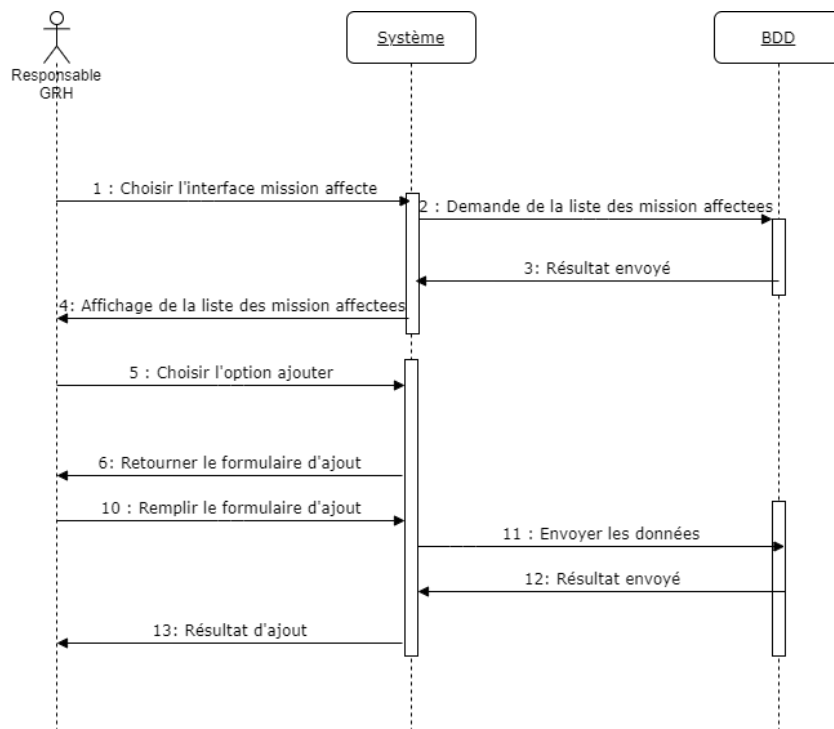 Système
BDD
Responsable
GRH
1 : Choisir l'interface mission affecte
2 : Demande de la liste des mission affectees
3: Résultat envoyé
4: Affichage de la liste des mission affectees
5 : Choisir l'option ajouter
6: Retourner le formulaire d'ajout
10 : Remplir le formulaire d'ajout
11 : Envoyer les données
12: Résultat envoyé
13: Résultat d'ajout